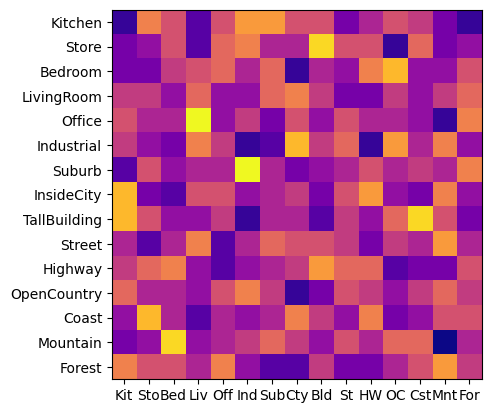 Kitchen
Store
Bedroom
LivingRoom
Office
Industrial
Suburb
InsideCity
TallBuilding
Street
Highway
OpenCountry
Coast
Mountain
Forest
Kit Sto Bed Liv Off Ind Sub Cty Bld St HW OC Cst Mnt For